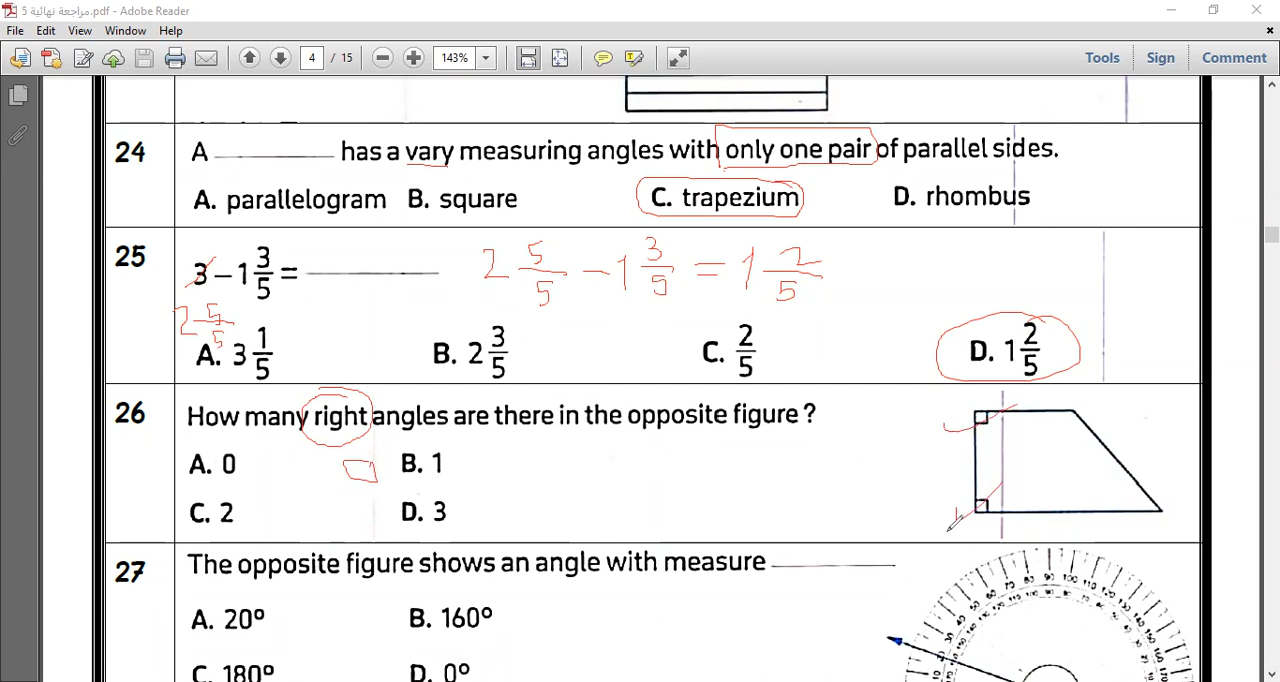 مراجعة نهائية 5.pdf - Adobe Reader
File Edit View Window Help
4 / 15 143% Tools Sign Comment
24 A ________ has a vary measuring angles with only one pair of parallel sides.
A. parallelogram B. square C. trapezium D. rhombus
25 3 – 1 3/5 = ________ 2 5/5 – 1 3/5 = 1 2/5
2 5/5
A. 3 1/5 B. 2 3/5 C. 2/5 D. 1 2/5
26 How many right angles are there in the opposite figure ?
A. 0 B. 1
C. 2 D. 3
27 The opposite figure shows an angle with measure ________
A. 20° B. 160°
C. 180° D. 0°